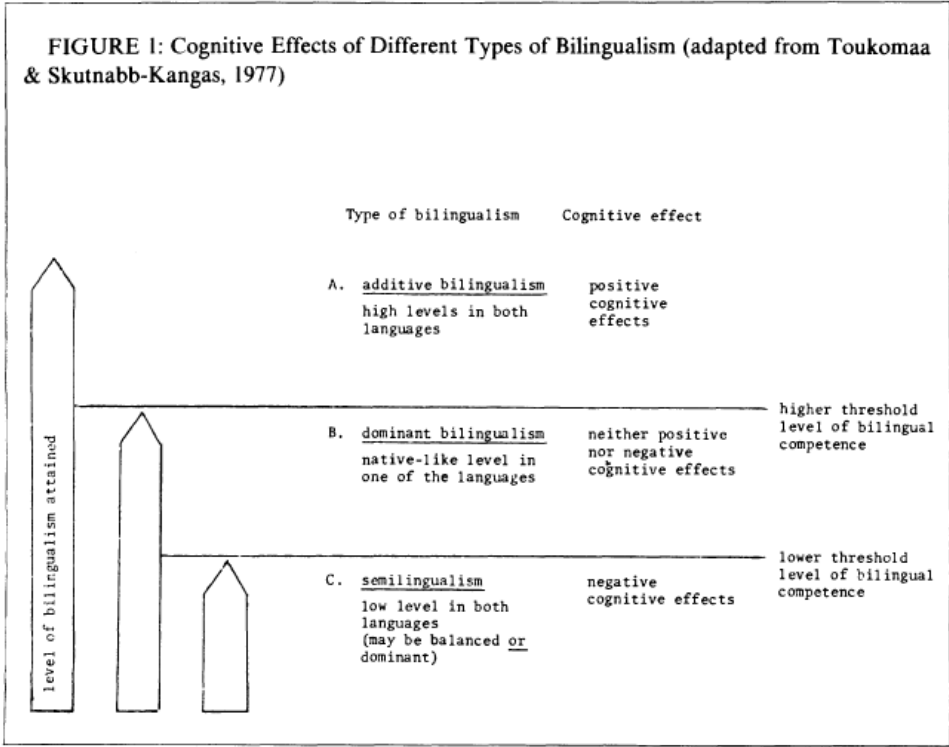 FIGURE 1: Cognitive Effects of Different Types of Bilingualism (adapted from Toukomaa
& Skutnabb-Kangas, 1977)
Type of bilingualism
Cognitive effect
A. additive bilingualism
high levels in both
languages
positive
cognitive
effects
higher threshold
level of bilingual
competence
B. dominant bilingualism
native-like level in
one of the languages
neither positive
nor negative
cognitive effects
lower threshold
level of bilingual
competence
C. semilingualism
low level in both
languages
(may be balanced or
dominant)
negative
cognitive effects
level of bilingualism attained